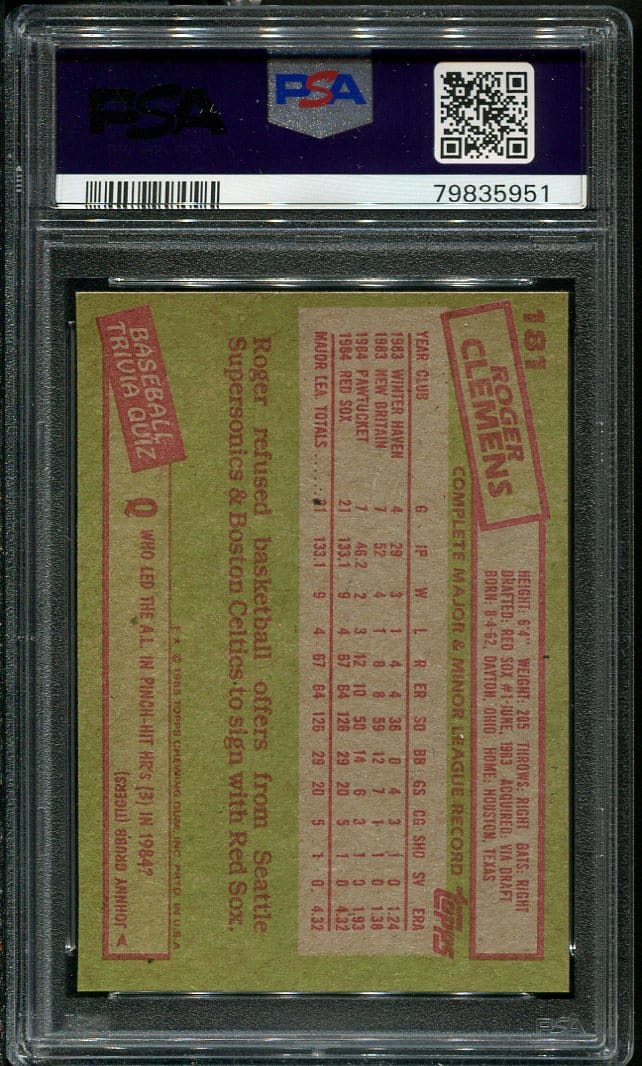 PSA
PSA
79835951
181
ROGER
CLEMENS
HEIGHT: 6'4" WEIGHT: 205 THROWS: RIGHT BATS: RIGHT
DRAFTED: RED SOX #1-JUNE, 1983 ACQUIRED: VIA DRAFT
BORN: 8-4-62, DAYTON, OHIO HOME: HOUSTON, TEXAS
COMPLETE MAJOR & MINOR LEAGUE RECORD
Topps
YEAR CLUB G IP W L R ER SO BB GS CG SHO SV ERA
1983 WINTER HAVEN 4 29 3 1 4 4 36 0 4 3 1 0 1.24
1983 NEW BRITAIN 7 52 4 1 8 8 59 12 7 1 1 0 1.38
1984 PAWTUCKET 7 46.2 2 3 12 10 50 14 6 3 1 0 1.93
1984 RED SOX 21 133.1 9 4 67 64 126 29 20 5 1 0 4.32
MAJOR LEA. TOTALS...... 21 133.1 9 4 67 64 126 29 20 5 1 0 4.32
Roger refused basketball offers from Seattle
Supersonics & Boston Celtics to sign with Red Sox.
★ © 1985 TOPPS CHEWING GUM, INC. PRTD. IN U.S.A.
BASEBALL
TRIVIA QUIZ
Q WHO LED THE A.L. IN PINCH-HIT HR'S (3) IN 1984?
A JOHNNY GRUBB (TIGERS)
PSA